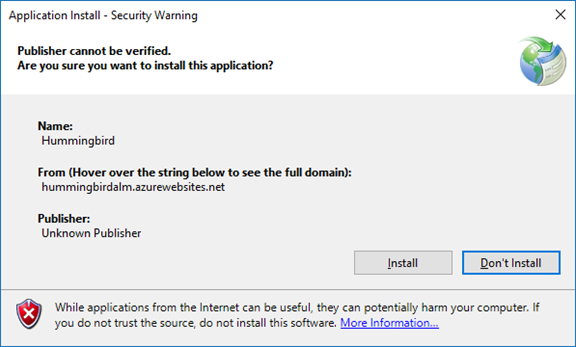 Application Install - Security Warning
Publisher cannot be verified.
Are you sure you want to install this application?
Name:
Hummingbird
From (Hover over the string below to see the full domain):
hummingbirdalm.azurewebsites.net
Publisher:
Unknown Publisher
Install
Don't Install
While applications from the Internet can be useful, they can potentially harm your computer. If
you do not trust the source, do not install this software. More Information...